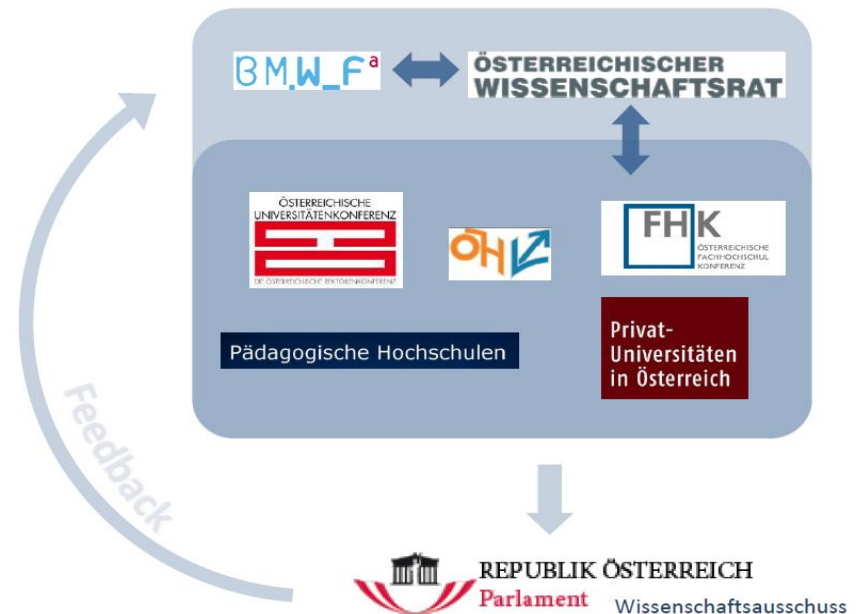 BM.W_Fª
ÖSTERREICHISCHER
WISSENSCHAFTSRAT
ÖSTERREICHISCHE
UNIVERSITÄTENKONFERENZ
DIE ÖSTERREICHISCHE REKTORENKONFERENZ
ÖH
FHK
ÖSTERREICHISCHE
FACHHOCHSCHUL
KONFERENZ
Pädagogische Hochschulen
Privat-
Universitäten
in Österreich
Feedback
REPUBLIK ÖSTERREICH
Parlament
Wissenschaftsausschuss